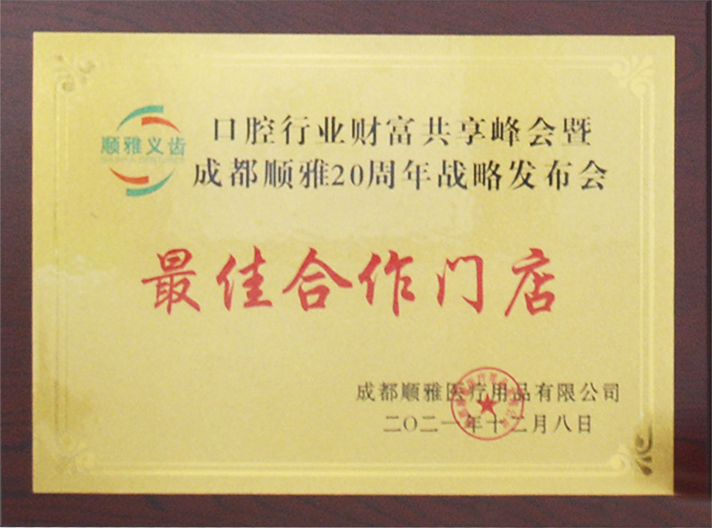 顺雅义齿
口腔行业财富共享峰会暨
成都顺雅20周年战略发布会
最佳合作门店
成都顺雅医疗用品有限公司
二〇二一年十二月八日